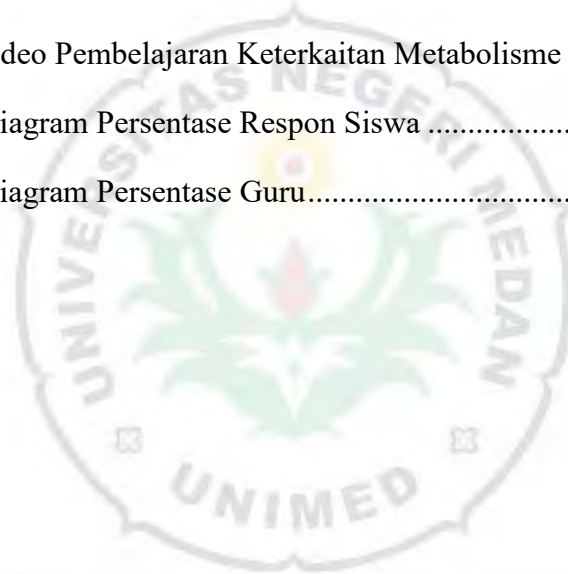 deo Pembelajaran Keterkaitan Metabolisme
iagram Persentase Respon Siswa ..................
iagram Persentase Guru.................................
UNIVERSITAS NEGERI MEDAN
UNIMED